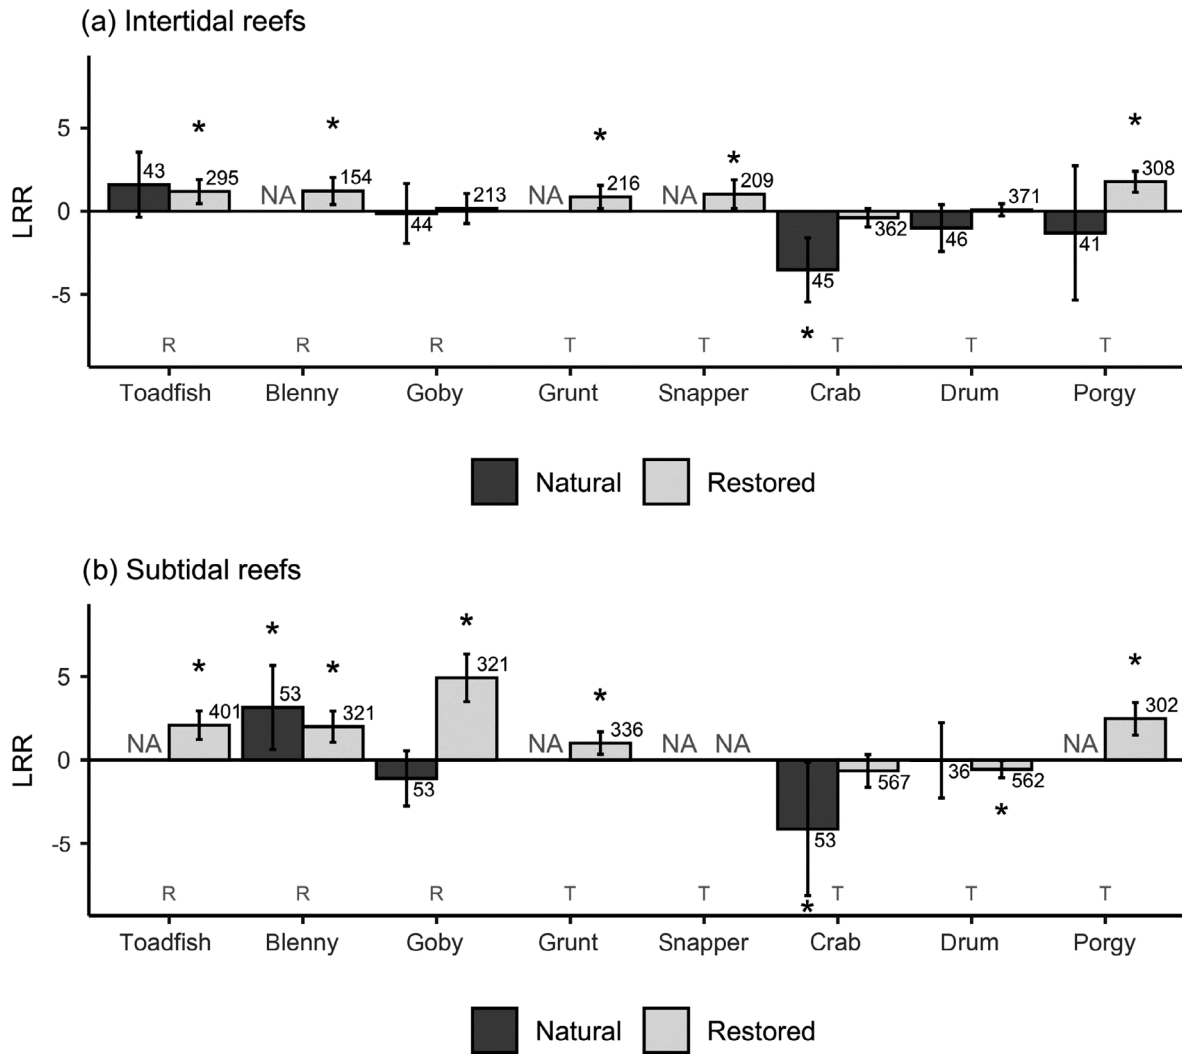 (a) Intertidal reefs
LRR
5
0
-5
* * * * *
43 295 NA 154 44 213 NA 216 NA 209 45 362 46 371 41 308
*
R R R T T T T T
Toadfish Blenny Goby Grunt Snapper Crab Drum Porgy
Natural Restored
(b) Subtidal reefs
LRR
5
0
-5
* * * * * *
NA 401 53 321 53 321 NA 336 NA NA 53 567 36 562 NA 302
* *
R R R T T T T T
Toadfish Blenny Goby Grunt Snapper Crab Drum Porgy
Natural Restored